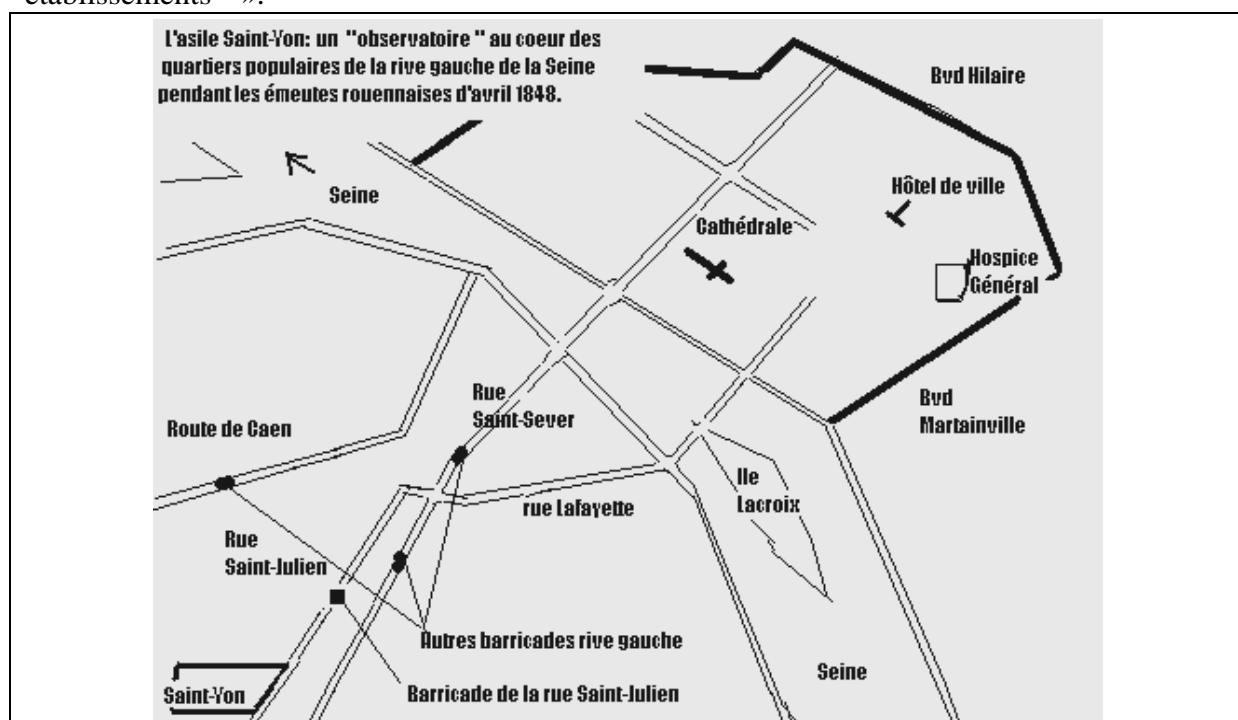 établissements
».
L'asile Saint-Yon: un "observatoire " au coeur des
quartiers populaires de la rive gauche de la Seine
pendant les émeutes rouennaises d'avril 1848.
Bvd Hilaire
Seine
Hôtel de ville
Cathédrale
Hospice
Général
Rue
Saint-Sever
Bvd
Martainville
Route de Caen
Ile
Lacroix
rue Lafayette
Rue
Saint-Julien
Autres barricades rive gauche
Seine
Saint-Yon
Barricade de la rue Saint-Julien